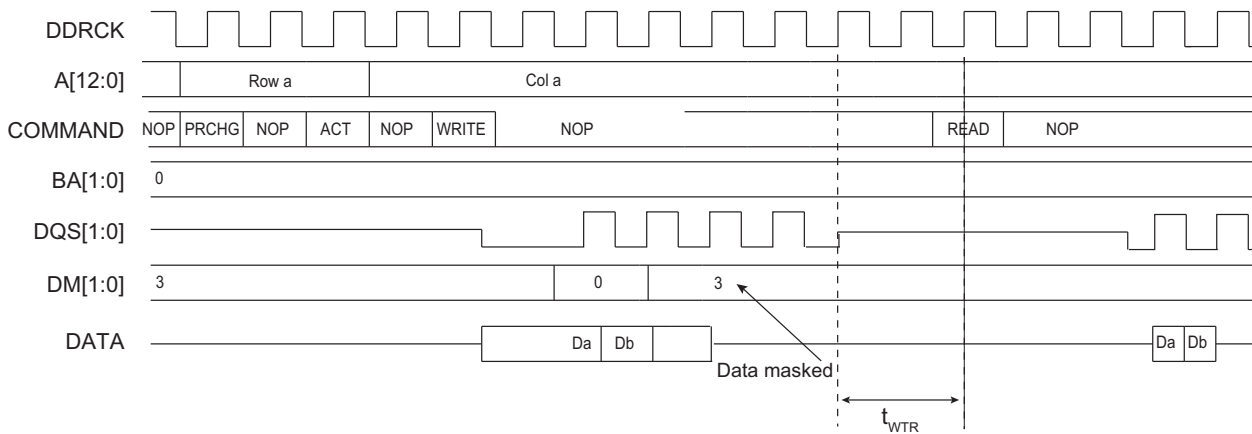 DDRCK
A[12:0] Row a Col a
COMMAND NOP PRCHG NOP ACT NOP WRITE NOP READ NOP
BA[1:0] 0
DQS[1:0]
DM[1:0] 3 0 3
DATA Da Db Da Db
Data masked
tWTR